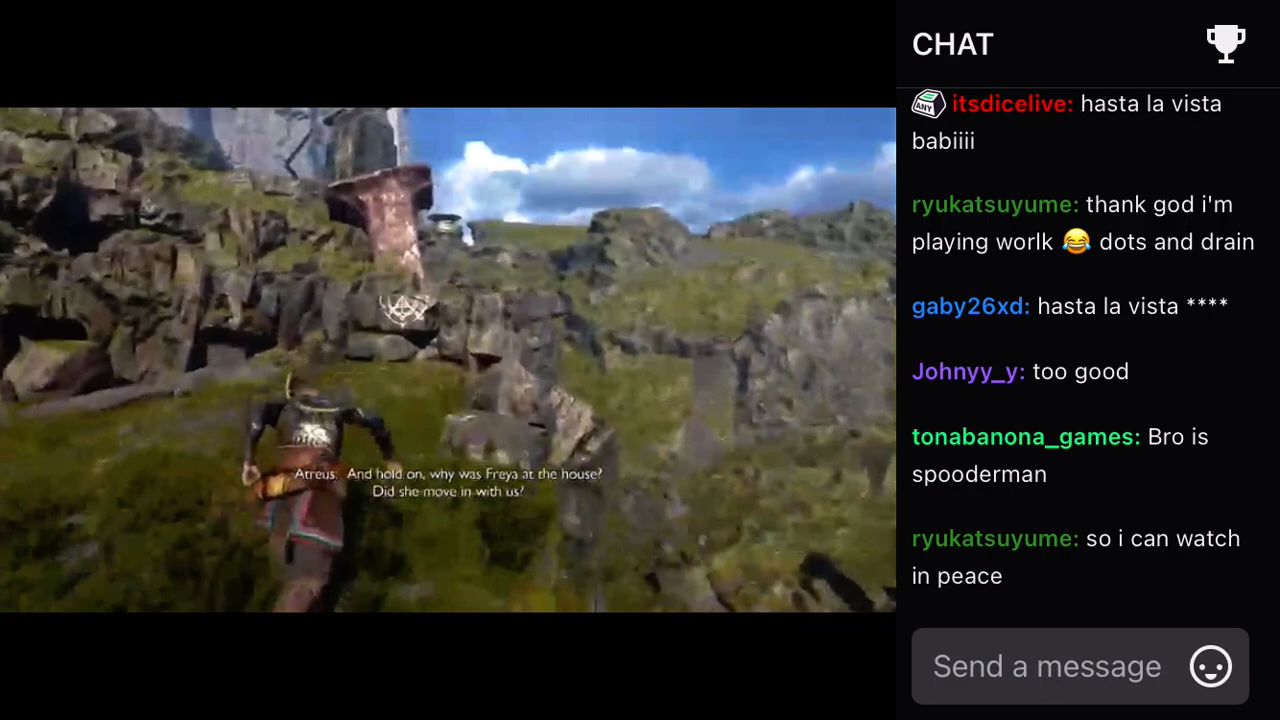 CHAT
ANY itsdicelive: hasta la vista
babiiii
ryukatsuyume: thank god i'm
playing worlk 😂 dots and drain
gaby26xd: hasta la vista ****
Johnyy_y: too good
tonabanona_games: Bro is
spooderman
ryukatsuyume: so i can watch
in peace
Send a message
Atreus: And hold on, why was Freya at the house?
Did she move in with us?